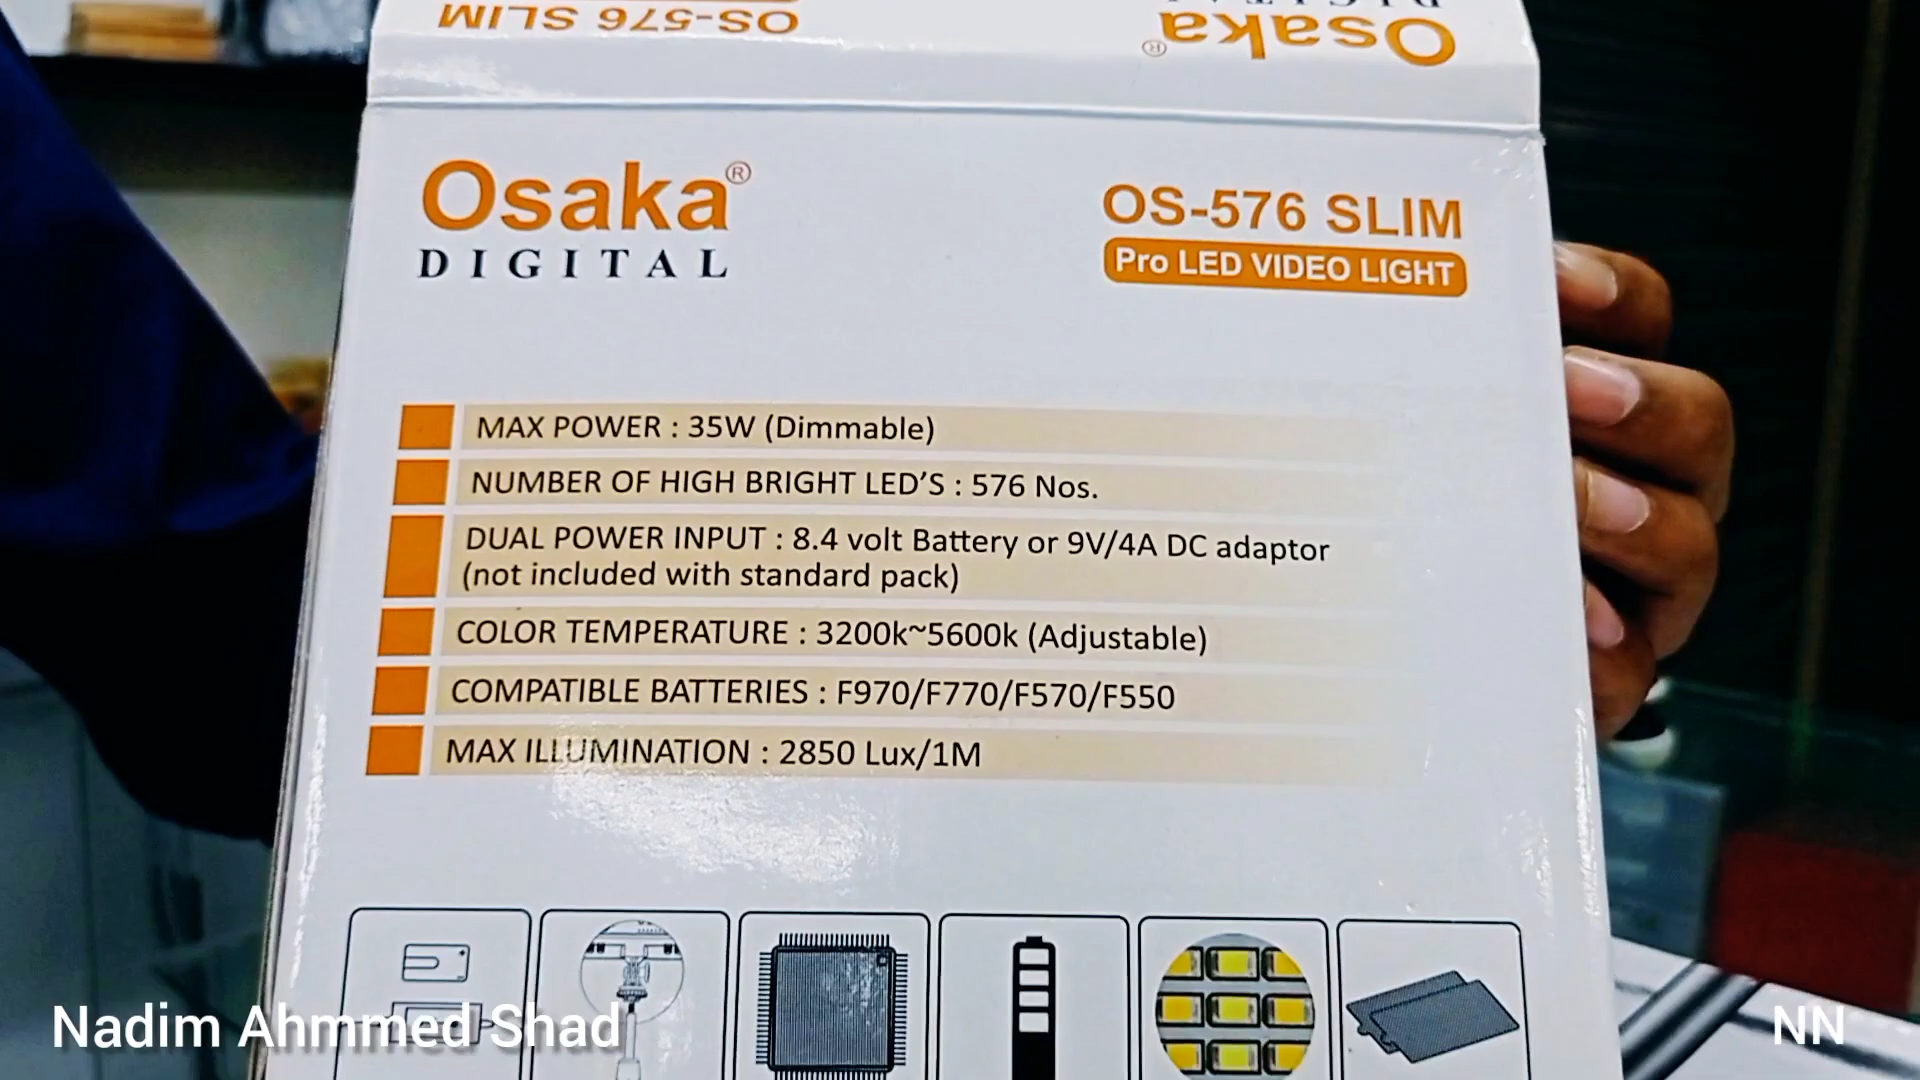 OS-576 SLIM
Osaka®
Osaka®
DIGITAL
OS-576 SLIM
Pro LED VIDEO LIGHT
MAX POWER : 35W (Dimmable)
NUMBER OF HIGH BRIGHT LED’S : 576 Nos.
DUAL POWER INPUT : 8.4 volt Battery or 9V/4A DC adaptor
(not included with standard pack)
COLOR TEMPERATURE : 3200k~5600k (Adjustable)
COMPATIBLE BATTERIES : F970/F770/F570/F550
MAX ILLUMINATION : 2850 Lux/1M
Nadim Ahmmed Shad
NN